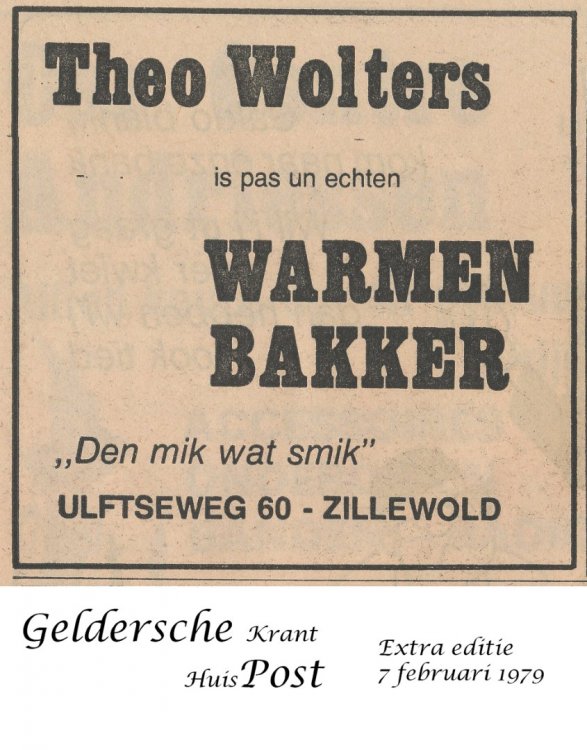 Theo Wolters
is pas un echten
WARMEN
BAKKER
„Den mik wat smik”
ULFTSEWEG 60 - ZILLEWOLD
Geldersche Krant
HuisPost
Extra editie
7 februari 1979